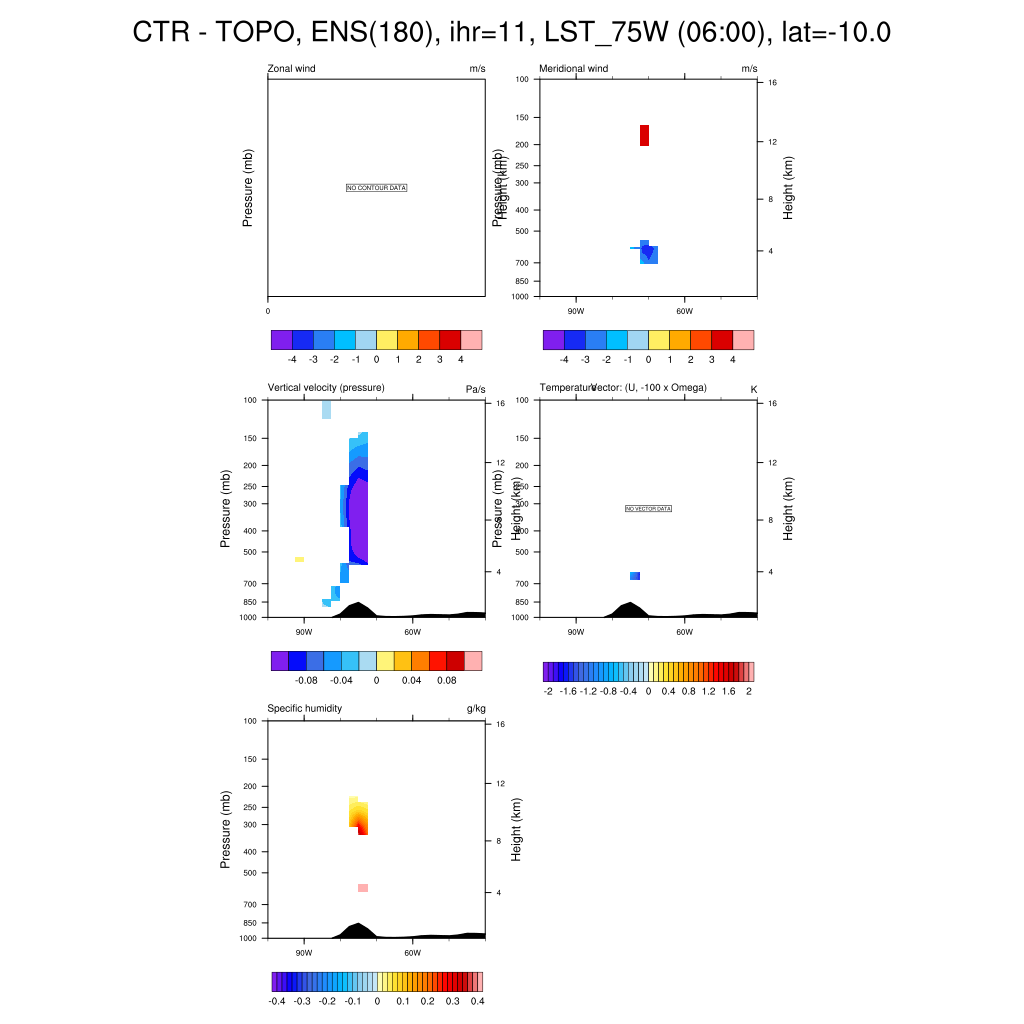 CTR - TOPO, ENS(180), ihr=11, LST_75W (06:00), lat=-10.0
Zonal wind m/s
Pressure (mb)
NO CONTOUR DATA
Height (km)
0
-4 -3 -2 -1 0 1 2 3 4
Meridional wind m/s
Pressure (mb)
100
150
200
250
300
400
500
700
850
1000
16
12
8
4
Height (km)
90W 60W
-4 -3 -2 -1 0 1 2 3 4
Vertical velocity (pressure) Pa/s
Pressure (mb)
100
150
200
250
300
400
500
700
850
1000
16
12
8
4
Height (km)
90W 60W
-0.08 -0.04 0 0.04 0.08
Temperature Vector: (U, -100 x Omega) K
Pressure (mb)
100
150
200
250
300
400
500
700
850
1000
NO VECTOR DATA
16
12
8
4
Height (km)
90W 60W
-2 -1.6 -1.2 -0.8 -0.4 0 0.4 0.8 1.2 1.6 2
Specific humidity g/kg
Pressure (mb)
100
150
200
250
300
400
500
700
850
1000
16
12
8
4
Height (km)
90W 60W
-0.4 -0.3 -0.2 -0.1 0 0.1 0.2 0.3 0.4